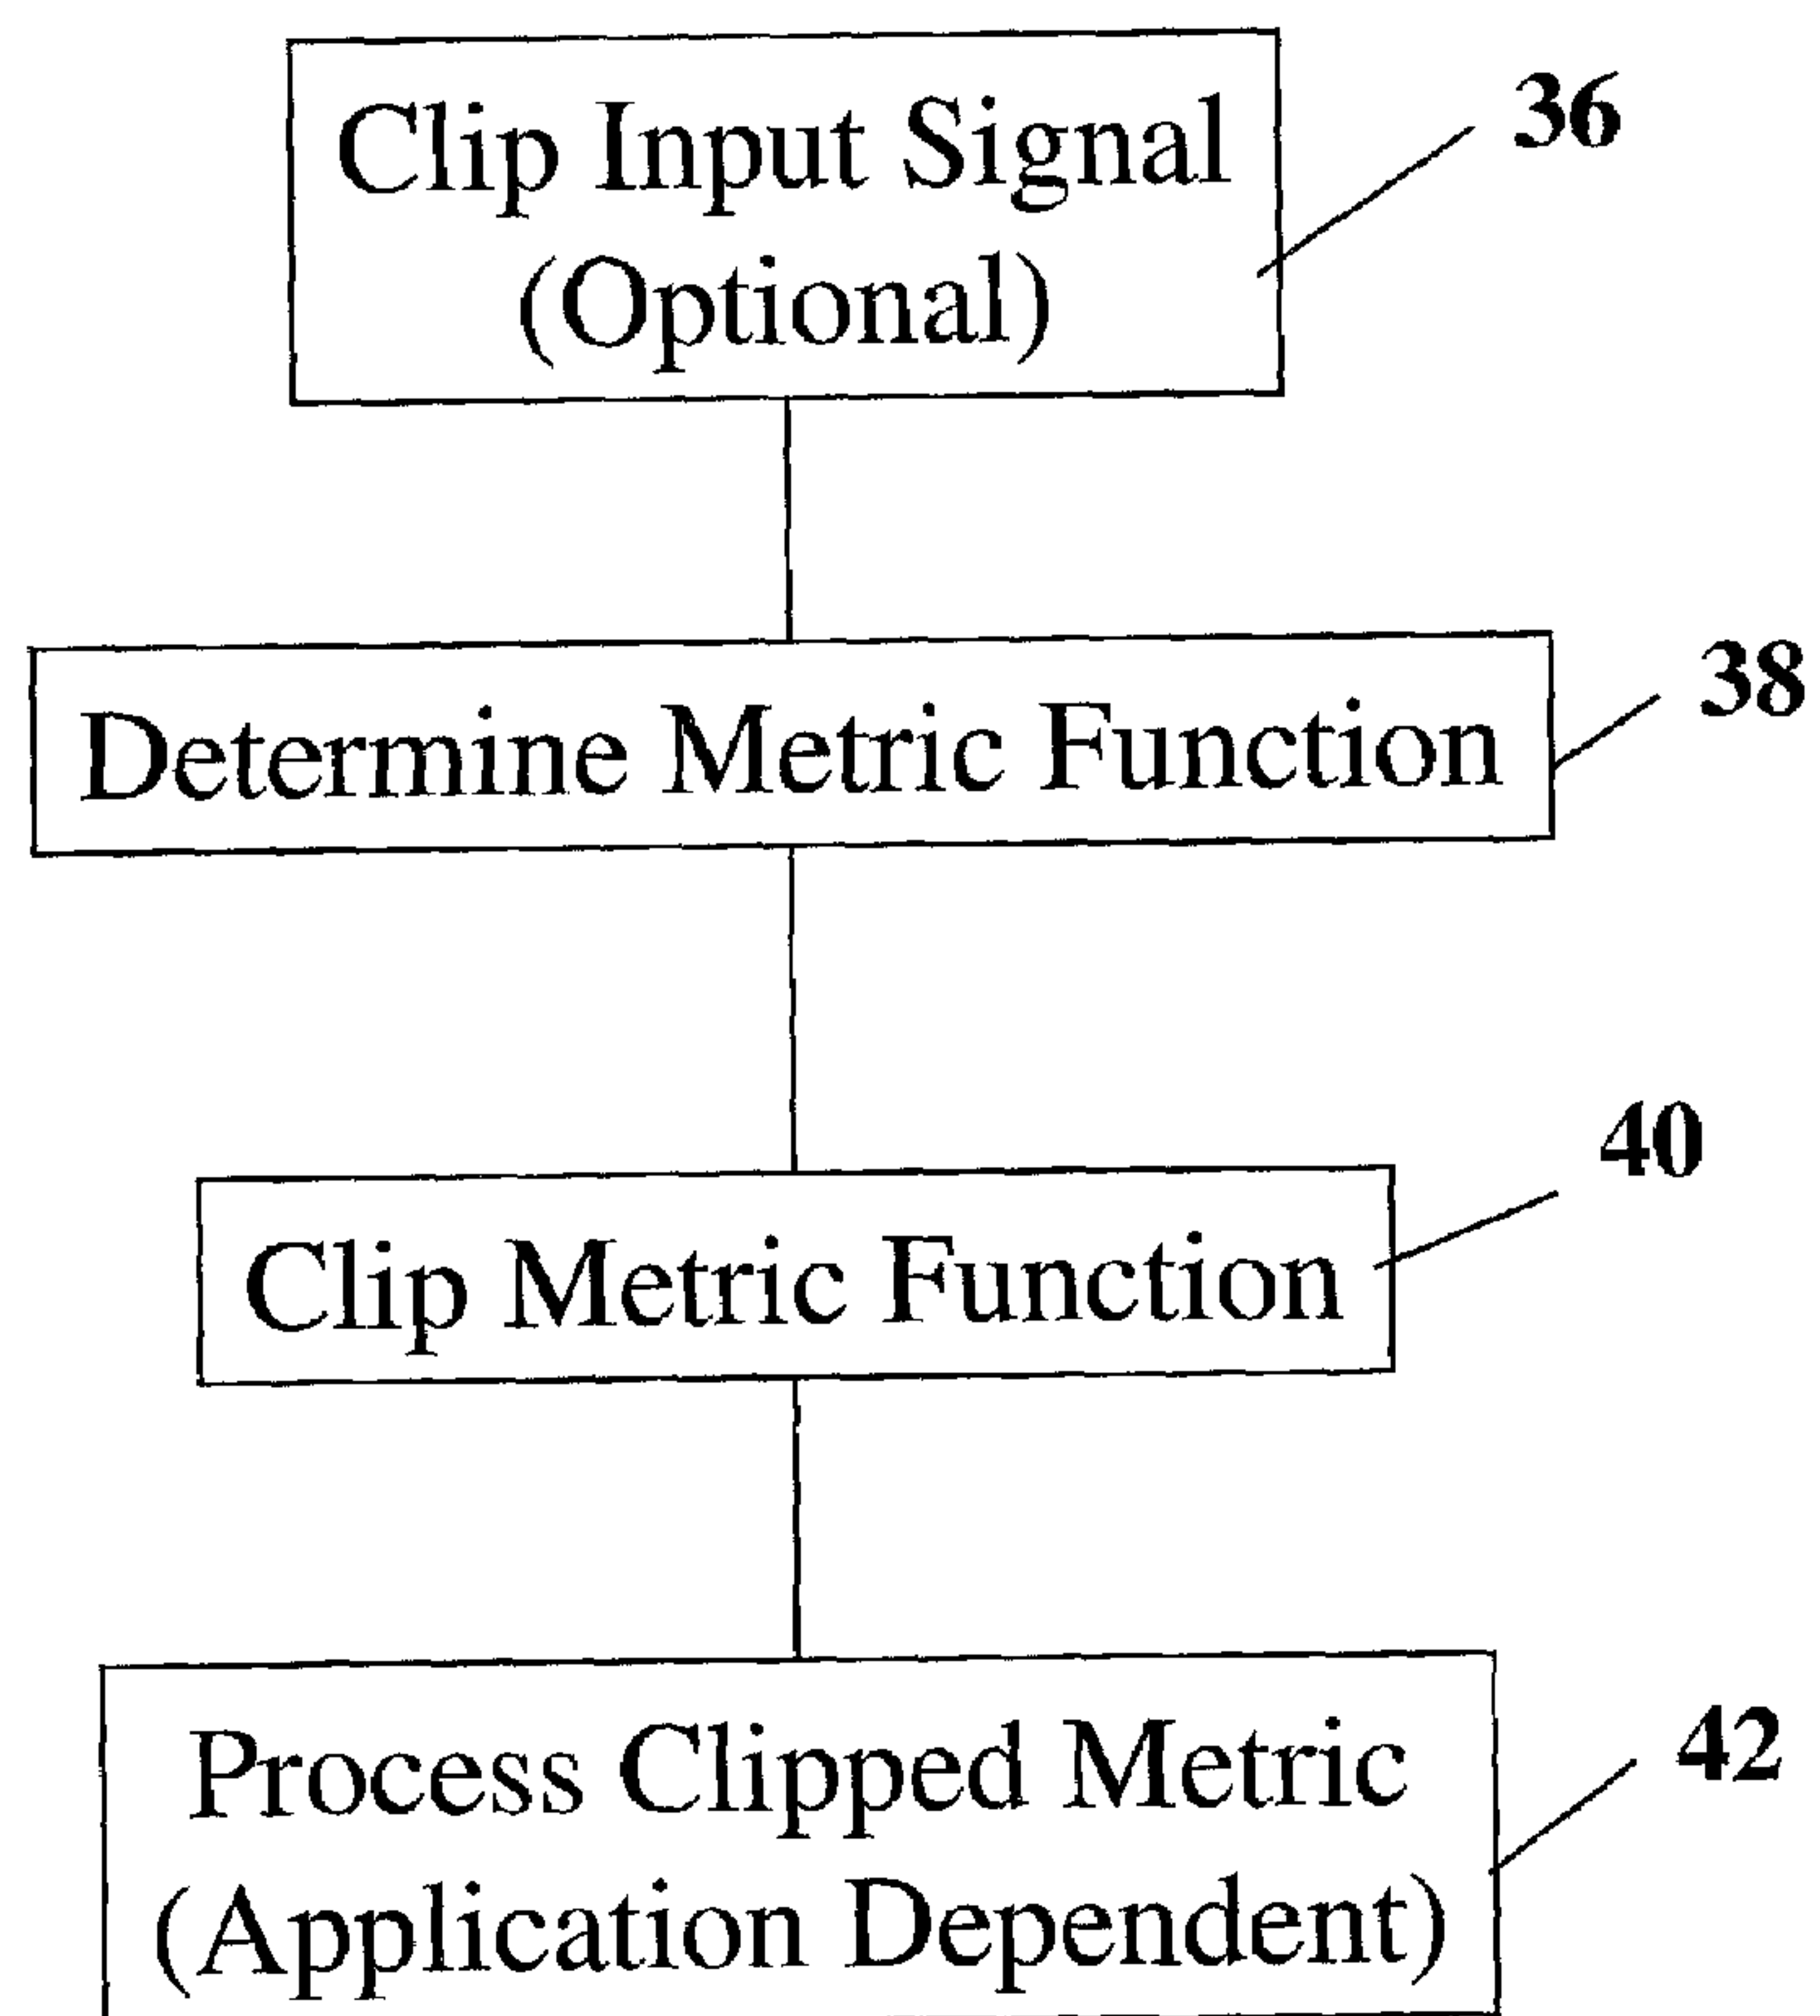 Clip Input Signal
(Optional)
36
Determine Metric Function
38
Clip Metric Function
40
Process Clipped Metric
(Application Dependent)
42